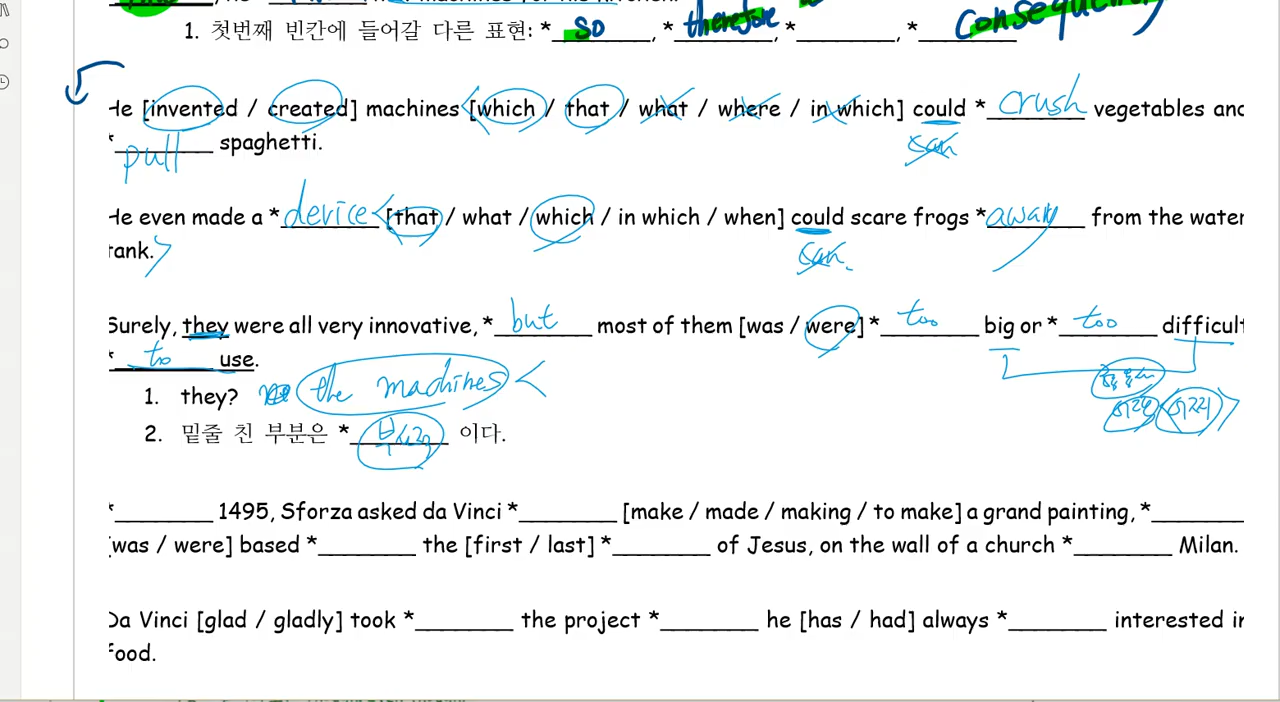 1. 첫번째 빈칸에 들어갈 다른 표현: * so, * therefore, *________, * Consequently
He [invented / created] machines [which / that / what / where / in which] could * crush vegetables and
* pull spaghetti.
can
He even made a * device [that / what / which / in which / when] could scare frogs * away from the water
tank.
can
Surely, they were all very innovative, * but most of them [was / were] * too big or * too difficult
* to use.
1. they? the machines
2. 밑줄 친 부분은 *________ 이다.
*________ 1495, Sforza asked da Vinci *________ [make / made / making / to make] a grand painting, *________
[was / were] based *________ the [first / last] *________ of Jesus, on the wall of a church *________ Milan.
Da Vinci [glad / gladly] took *________ the project *________ he [has / had] always *________ interested in
food.